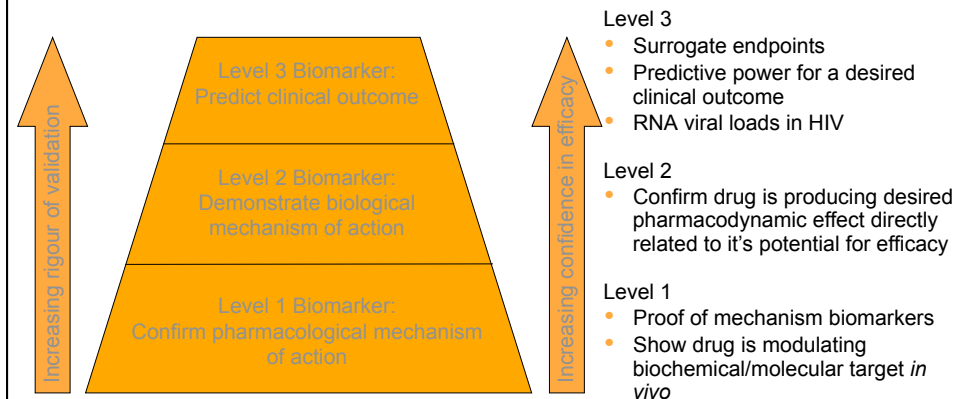 Increasing rigour of validation
Level 3 Biomarker:
Predict clinical outcome
Level 2 Biomarker:
Demonstrate biological
mechanism of action
Level 1 Biomarker:
Confirm pharmacological mechanism
of action
Increasing confidence in efficacy
Level 3
• Surrogate endpoints
• Predictive power for a desired
clinical outcome
• RNA viral loads in HIV
Level 2
• Confirm drug is producing desired
pharmacodynamic effect directly
related to it's potential for efficacy
Level 1
• Proof of mechanism biomarkers
• Show drug is modulating
biochemical/molecular target in
vivo